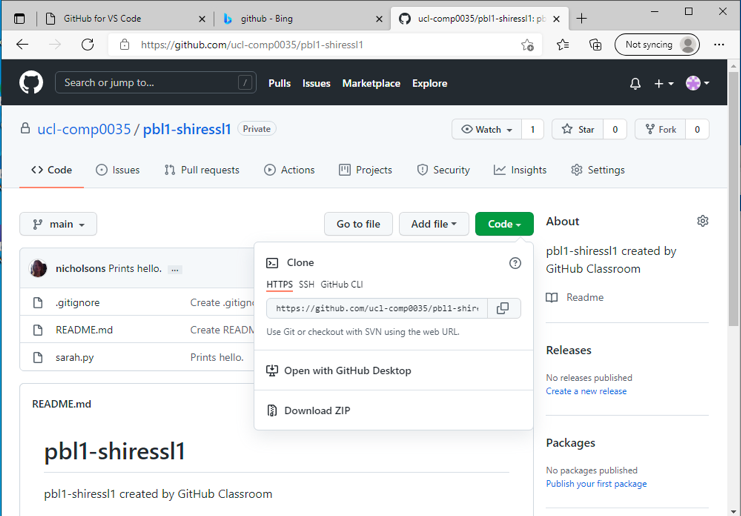 GitHub for VS Code
github - Bing
ucl-comp0035/pbl1-shiressl1: pb
https://github.com/ucl-comp0035/pbl1-shiressl1
Not syncing
Search or jump to...
/
Pulls
Issues
Marketplace
Explore
ucl-comp0035 / pbl1-shiressl1
Private
Watch
1
Star
0
Fork
0
Code
Issues
Pull requests
Actions
Projects
Security
Insights
Settings
main
Go to file
Add file
Code
nicholsons Prints hello.
.gitignore
Create .gitign
README.md
Create READM
sarah.py
Prints hello.
Clone
HTTPS SSH GitHub CLI
https://github.com/ucl-comp0035/pbl1-shire
Use Git or checkout with SVN using the web URL.
Open with GitHub Desktop
Download ZIP
README.md
pbl1-shiressl1
pbl1-shiressl1 created by GitHub Classroom
About
pbl1-shiressl1 created by
GitHub Classroom
Readme
Releases
No releases published
Create a new release
Packages
No packages published
Publish your first package